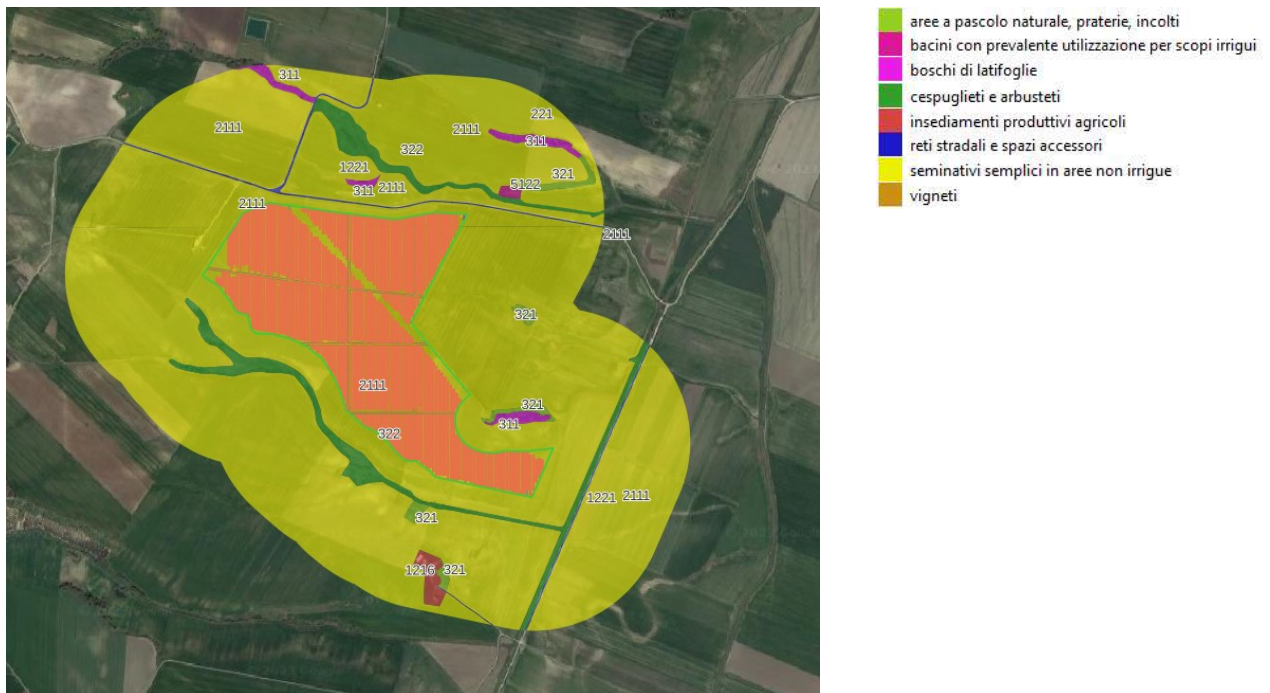 aree a pascolo naturale, praterie, incolti
bacini con prevalente utilizzazione per scopi irrigui
boschi di latifoglie
cespuglieti e arbusteti
insediamenti produttivi agricoli
reti stradali e spazi accessori
seminativi semplici in aree non irrigue
vigneti
311
2111
221
2111
311
322
1221
321
311 2111
5122
2111
2111
321
2111
321
311
322
1221 2111
321
1216 321